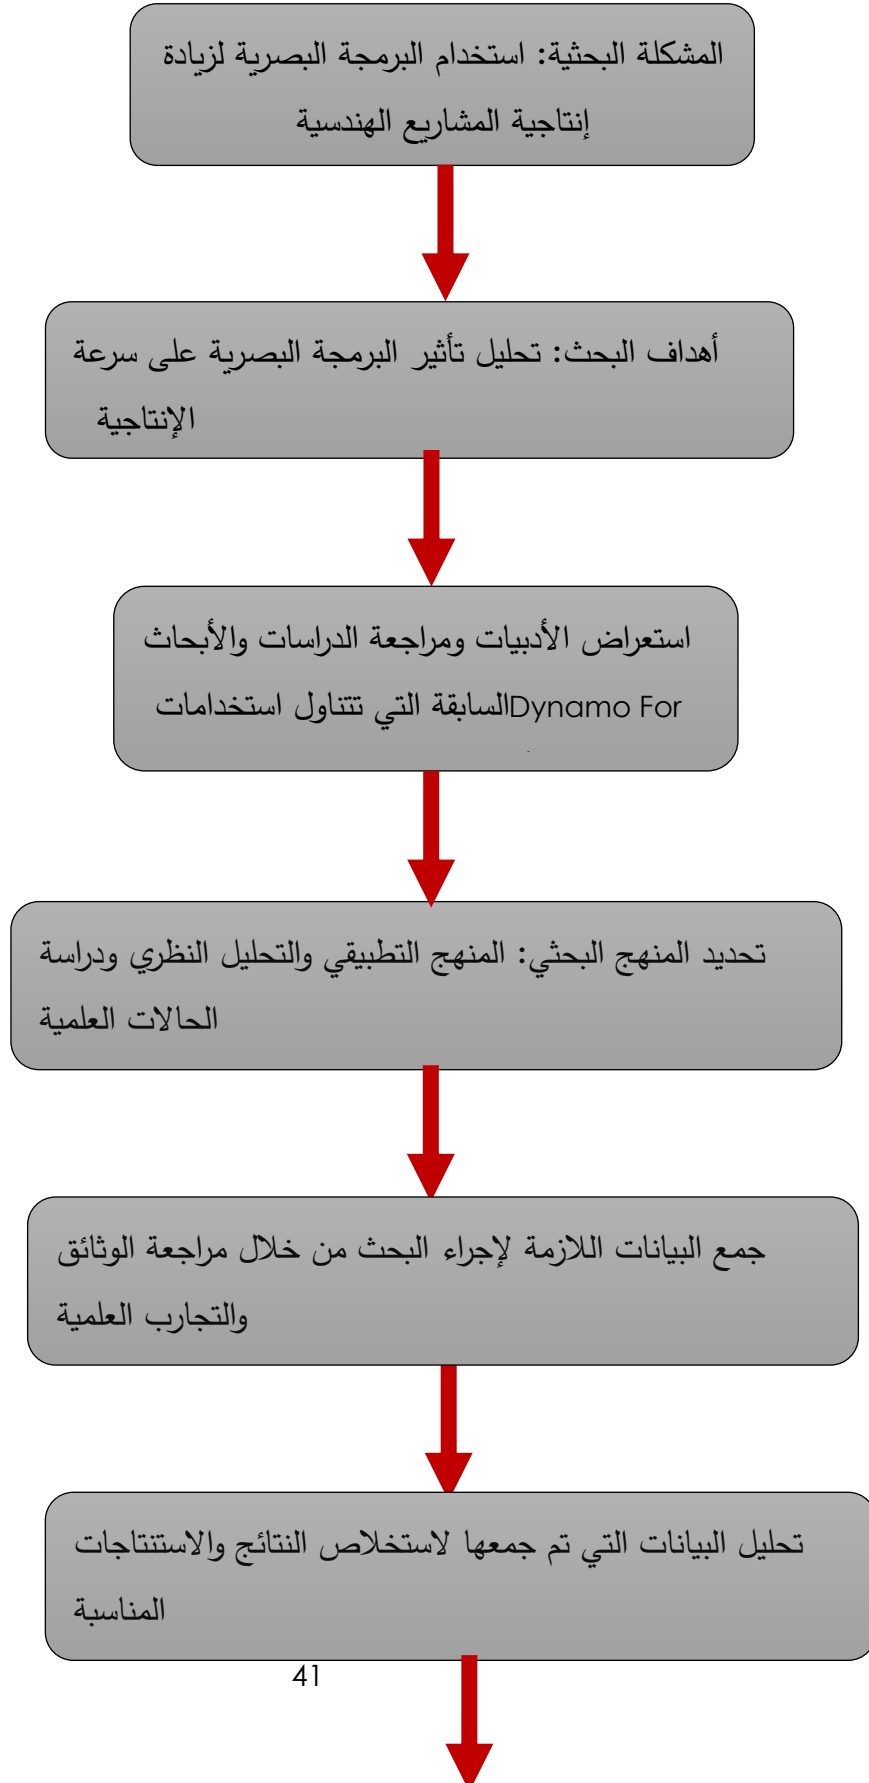 المشكلة البحثية: استخدام البرمجة البصرية لزيادة
إنتاجية المشاريع الهندسية
أهداف البحث: تحليل تأثير البرمجة البصرية على سرعة
الإنتاجية
استعراض الأدبيات ومراجعة الدراسات والأبحاث
السابقة التي تتناول استخدامات Dynamo For
تحديد المنهج البحثي: المنهج التطبيقي والتحليل النظري ودراسة
الحالات العلمية
جمع البيانات اللازمة لإجراء البحث من خلال مراجعة الوثائق
والتجارب العلمية
تحليل البيانات التي تم جمعها لاستخلاص النتائج والاستنتاجات
المناسبة
41